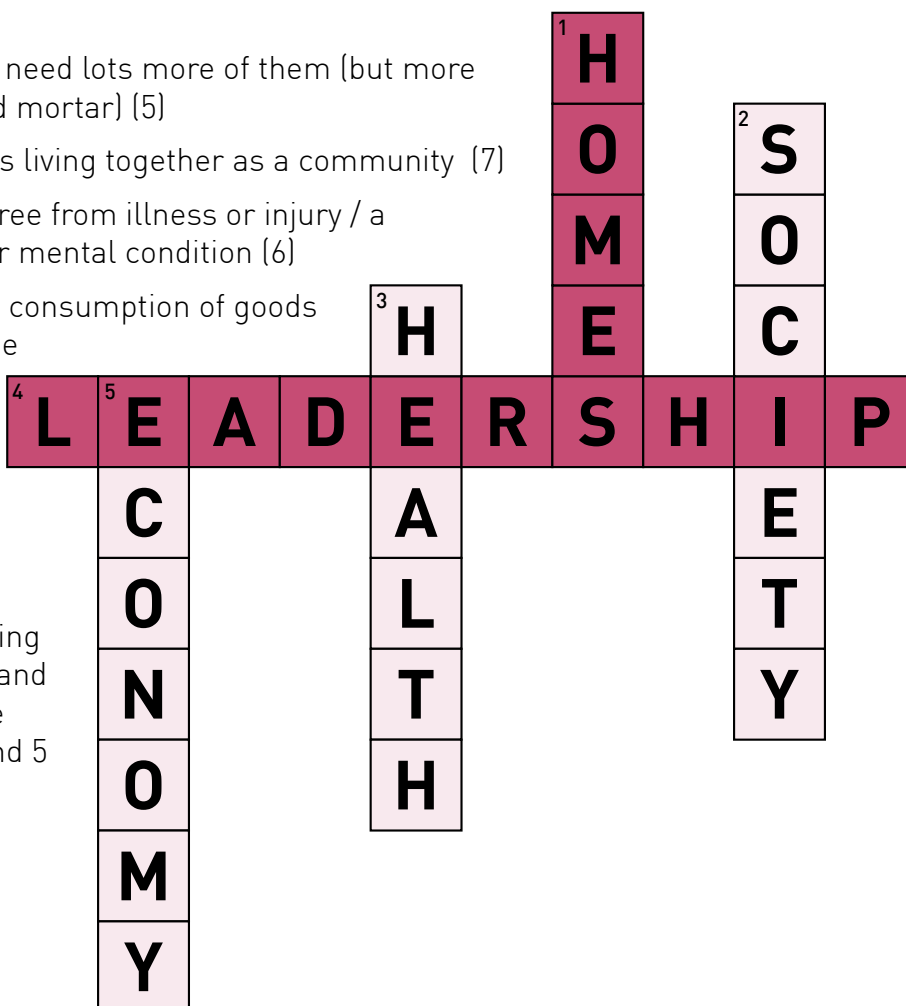 need lots more of them (but more
d mortar) (5)
s living together as a community (7)
ree from illness or injury / a
r mental condition (6)
consumption of goods
e
ing
and
e
nd 5
1 H
O
M
E
2 S
O
C
3 H
4 L 5 E A D E R S H I P
C
O
N
O
M
Y
A
L
T
H
E
T
Y